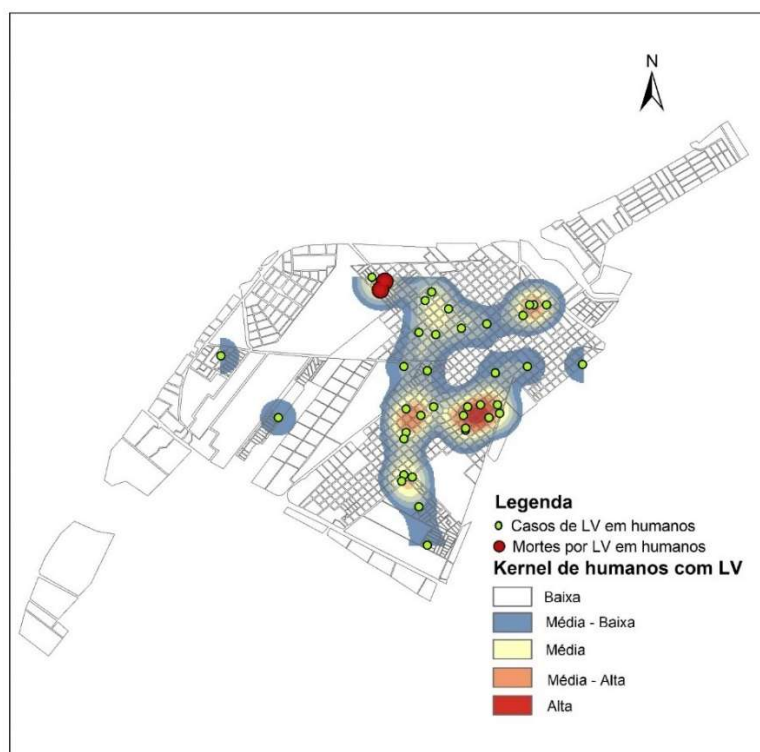 N
Legenda
Casos de LV em humanos
Mortes por LV em humanos
Kernel de humanos com LV
Baixa
Média - Baixa
Média
Média - Alta
Alta